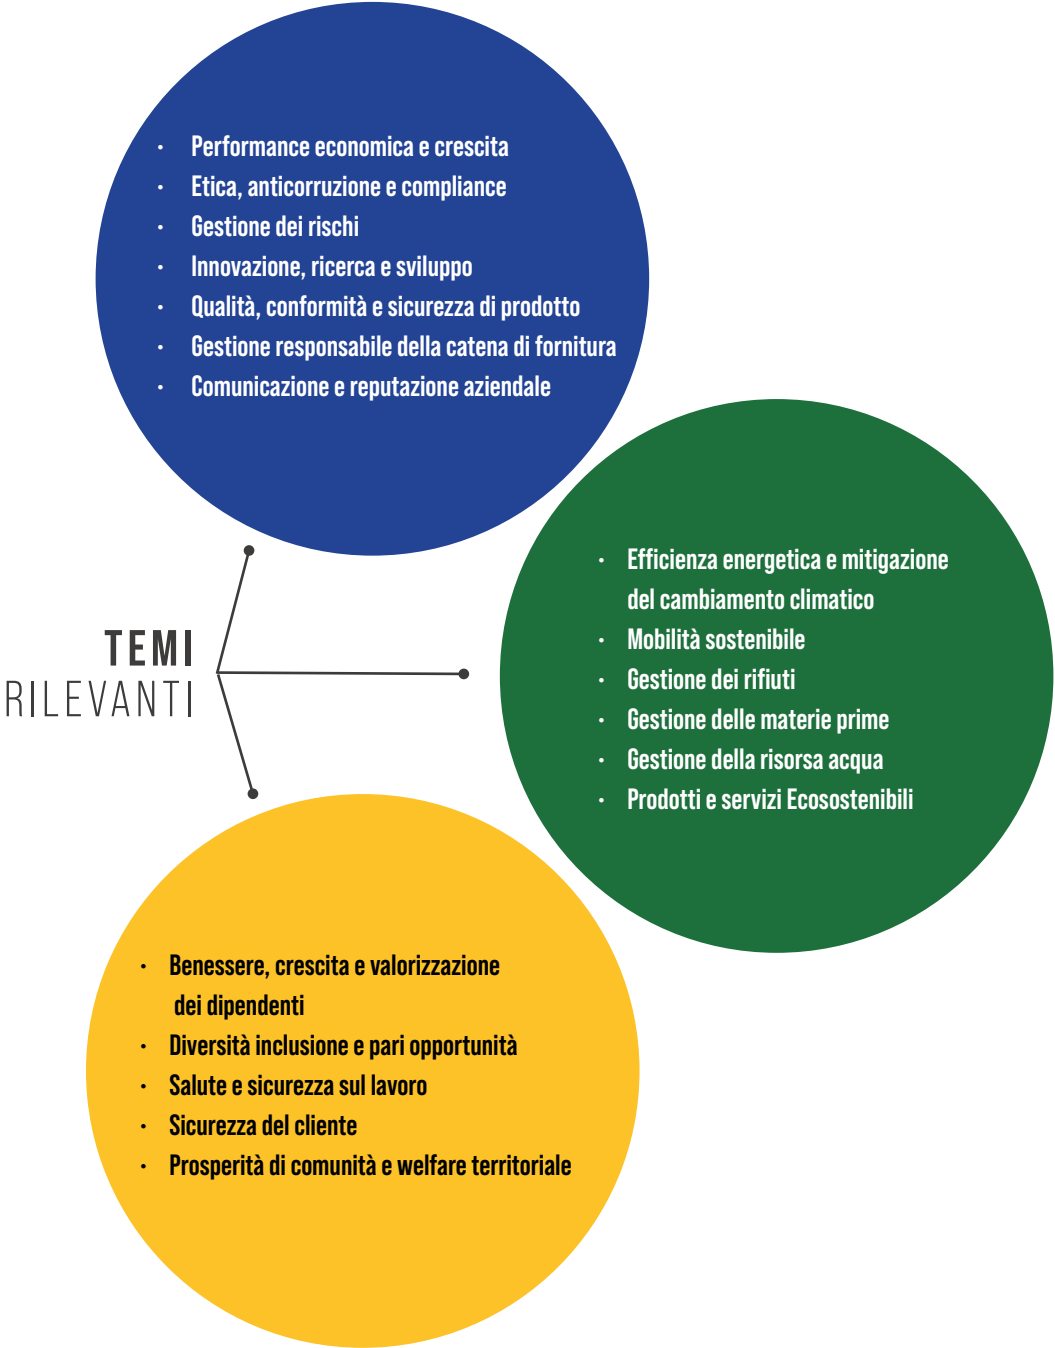 · Performance economica e crescita
· Etica, anticorruzione e compliance
· Gestione dei rischi
· Innovazione, ricerca e sviluppo
· Qualità, conformità e sicurezza di prodotto
· Gestione responsabile della catena di fornitura
· Comunicazione e reputazione aziendale
TEMI
RILEVANTI
· Efficienza energetica e mitigazione
del cambiamento climatico
· Mobilità sostenibile
· Gestione dei rifiuti
· Gestione delle materie prime
· Gestione della risorsa acqua
· Prodotti e servizi Ecosostenibili
· Benessere, crescita e valorizzazione
dei dipendenti
· Diversità inclusione e pari opportunità
· Salute e sicurezza sul lavoro
· Sicurezza del cliente
· Prosperità di comunità e welfare territoriale